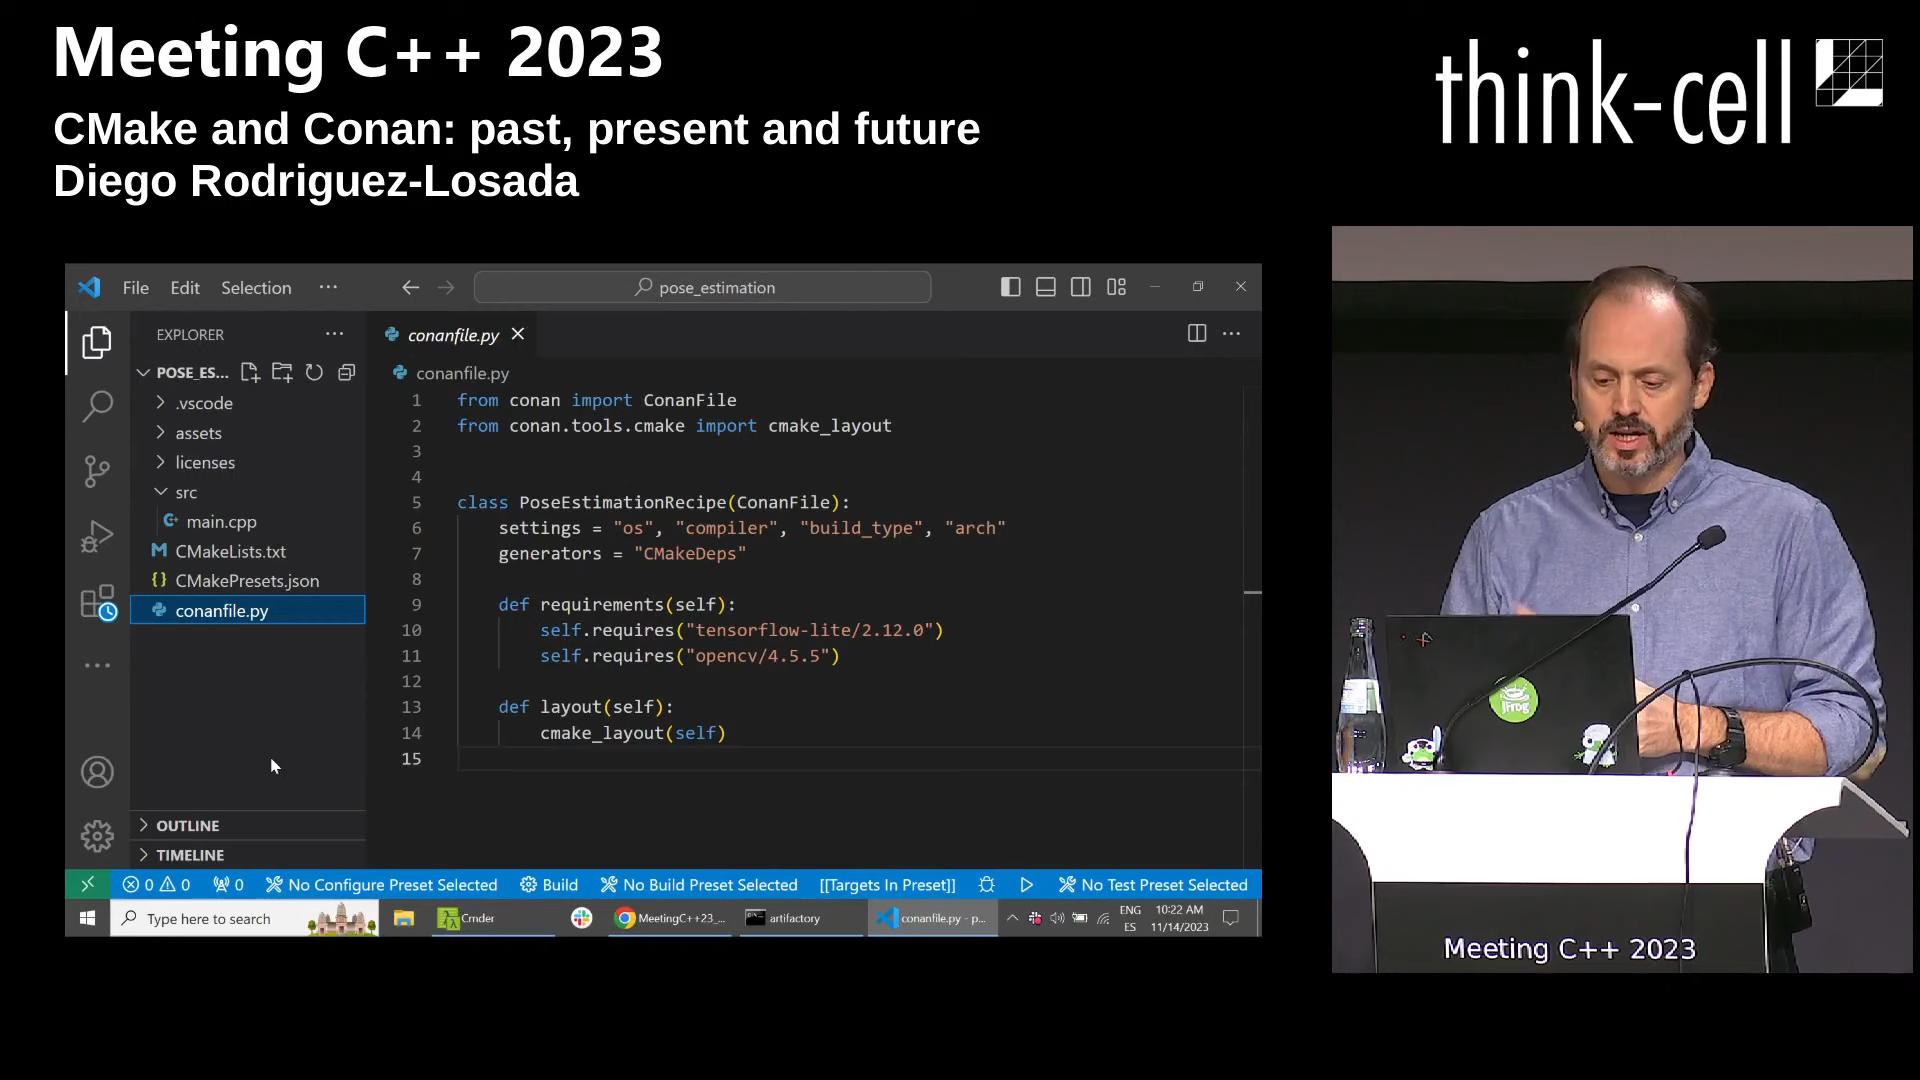 Meeting C++ 2023
CMake and Conan: past, present and future
Diego Rodriguez-Losada
think-cell
File Edit Selection ··· pose_estimation
EXPLORER ···
conanfile.py
POSE_ES...
conanfile.py
.vscode
assets
licenses
src
main.cpp
CMakeLists.txt
CMakePresets.json
conanfile.py
1 from conan import ConanFile
2 from conan.tools.cmake import cmake_layout
3
4
5 class PoseEstimationRecipe(ConanFile):
6 settings = "os", "compiler", "build_type", "arch"
7 generators = "CMakeDeps"
8
9 def requirements(self):
10 self.requires("tensorflow-lite/2.12.0")
11 self.requires("opencv/4.5.5")
12
13 def layout(self):
14 cmake_layout(self)
15
OUTLINE
TIMELINE
0 0 0 No Configure Preset Selected Build No Build Preset Selected [[Targets In Preset]] No Test Preset Selected
Type here to search Cmder MeetingC++23_... artifactory conanfile.py - p... ENG 10:22 AM
ES 11/14/2023
JFrog
Meeting C++ 2023